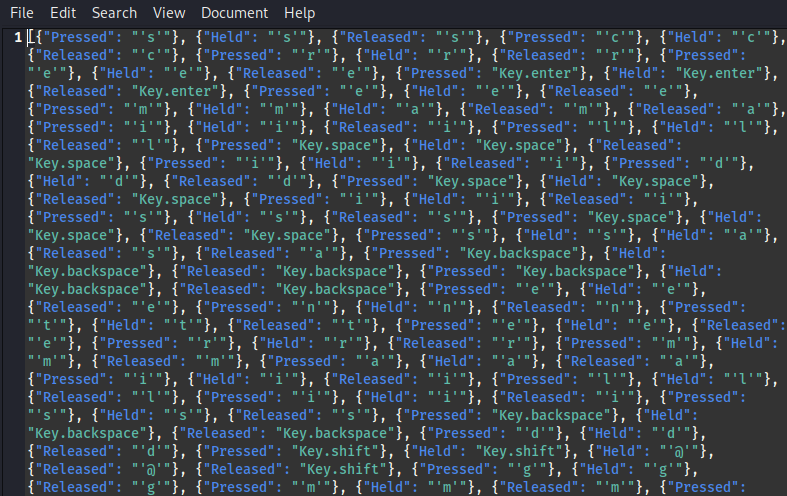 File Edit Search View Document Help
1 [{"Pressed": "'s'"}, {"Held": "'s'"}, {"Released": "'s'"}, {"Pressed": "'c'"}, {"Held": "'c'"},
{"Released": "'c'"}, {"Pressed": "'r'"}, {"Held": "'r'"}, {"Released": "'r'"}, {"Pressed":
"'e'"}, {"Held": "'e'"}, {"Released": "'e'"}, {"Pressed": "Key.enter"}, {"Held": "Key.enter"},
{"Released": "Key.enter"}, {"Pressed": "'e'"}, {"Held": "'e'"}, {"Released": "'e'"},
{"Pressed": "'m'"}, {"Held": "'m'"}, {"Held": "'a'"}, {"Released": "'m'"}, {"Released": "'a'"},
{"Pressed": "'i'"}, {"Held": "'i'"}, {"Released": "'i'"}, {"Pressed": "'l'"}, {"Held": "'l'"},
{"Released": "'l'"}, {"Pressed": "Key.space"}, {"Held": "Key.space"}, {"Released":
"Key.space"}, {"Pressed": "'i'"}, {"Held": "'i'"}, {"Released": "'i'"}, {"Pressed": "'d'"},
{"Held": "'d'"}, {"Released": "'d'"}, {"Pressed": "Key.space"}, {"Held": "Key.space"},
{"Released": "Key.space"}, {"Pressed": "'i'"}, {"Held": "'i'"}, {"Released": "'i'"},
{"Pressed": "'s'"}, {"Held": "'s'"}, {"Released": "'s'"}, {"Pressed": "Key.space"}, {"Held":
"Key.space"}, {"Released": "Key.space"}, {"Pressed": "'s'"}, {"Held": "'s'"}, {"Held": "'a'"},
{"Released": "'s'"}, {"Released": "'a'"}, {"Pressed": "Key.backspace"}, {"Held":
"Key.backspace"}, {"Released": "Key.backspace"}, {"Pressed": "Key.backspace"}, {"Held":
"Key.backspace"}, {"Released": "Key.backspace"}, {"Pressed": "'e'"}, {"Held": "'e'"},
{"Released": "'e'"}, {"Pressed": "'n'"}, {"Held": "'n'"}, {"Released": "'n'"}, {"Pressed":
"'t'"}, {"Held": "'t'"}, {"Released": "'t'"}, {"Pressed": "'e'"}, {"Held": "'e'"}, {"Released":
"'e'"}, {"Pressed": "'r'"}, {"Held": "'r'"}, {"Released": "'r'"}, {"Pressed": "'m'"}, {"Held":
"'m'"}, {"Released": "'m'"}, {"Pressed": "'a'"}, {"Held": "'a'"}, {"Released": "'a'"},
{"Pressed": "'i'"}, {"Held": "'i'"}, {"Released": "'i'"}, {"Pressed": "'l'"}, {"Held": "'l'"},
{"Released": "'l'"}, {"Pressed": "'i'"}, {"Held": "'i'"}, {"Released": "'i'"}, {"Pressed":
"'s'"}, {"Held": "'s'"}, {"Released": "'s'"}, {"Pressed": "Key.backspace"}, {"Held":
"Key.backspace"}, {"Released": "Key.backspace"}, {"Pressed": "'d'"}, {"Held": "'d'"},
{"Released": "'d'"}, {"Pressed": "Key.shift"}, {"Held": "Key.shift"}, {"Held": "'@'"},
{"Released": "'@'"}, {"Released": "Key.shift"}, {"Pressed": "'g'"}, {"Held": "'g'"},
{"Released": "'g'"}, {"Pressed": "'m'"}, {"Held": "'m'"}, {"Released": "'m'"}, {"Pressed":